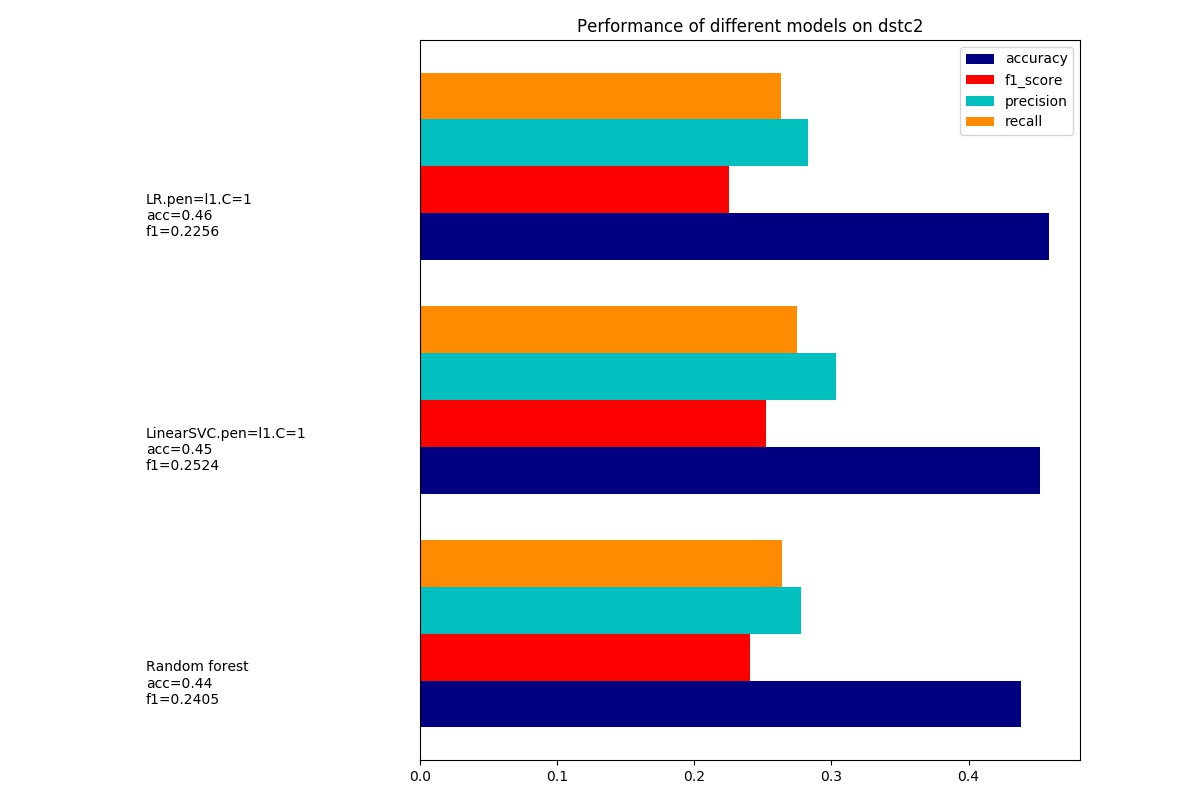 Performance of different models on dstc2
accuracy
f1_score
precision
recall
LR.pen=l1.C=1
acc=0.46
f1=0.2256
LinearSVC.pen=l1.C=1
acc=0.45
f1=0.2524
Random forest
acc=0.44
f1=0.2405
0.0 0.1 0.2 0.3 0.4